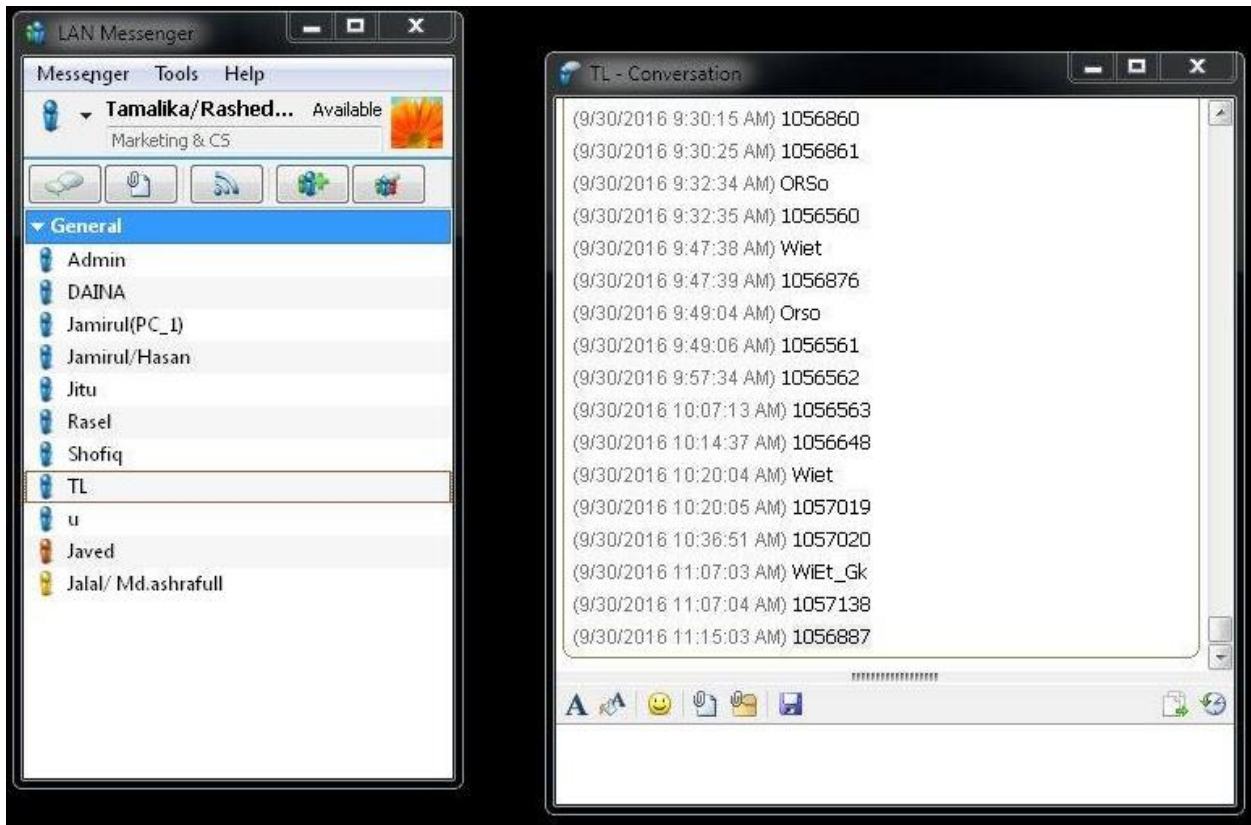 LAN Messenger
Messenger Tools Help
Tamalika/Rashed... Available
Marketing & CS
General
Admin
DAINA
Jamirul(PC_1)
Jamirul/Hasan
Jitu
Rasel
Shofiq
TL
u
Javed
Jalal/ Md.ashrafull
TL - Conversation
(9/30/2016 9:30:15 AM) 1056860
(9/30/2016 9:30:25 AM) 1056861
(9/30/2016 9:32:34 AM) ORSo
(9/30/2016 9:32:35 AM) 1056560
(9/30/2016 9:47:38 AM) Wiet
(9/30/2016 9:47:39 AM) 1056876
(9/30/2016 9:49:04 AM) Orso
(9/30/2016 9:49:06 AM) 1056561
(9/30/2016 9:57:34 AM) 1056562
(9/30/2016 10:07:13 AM) 1056563
(9/30/2016 10:14:37 AM) 1056648
(9/30/2016 10:20:04 AM) Wiet
(9/30/2016 10:20:05 AM) 1057019
(9/30/2016 10:36:51 AM) 1057020
(9/30/2016 11:07:03 AM) WiEt_Gk
(9/30/2016 11:07:04 AM) 1057138
(9/30/2016 11:15:03 AM) 1056887